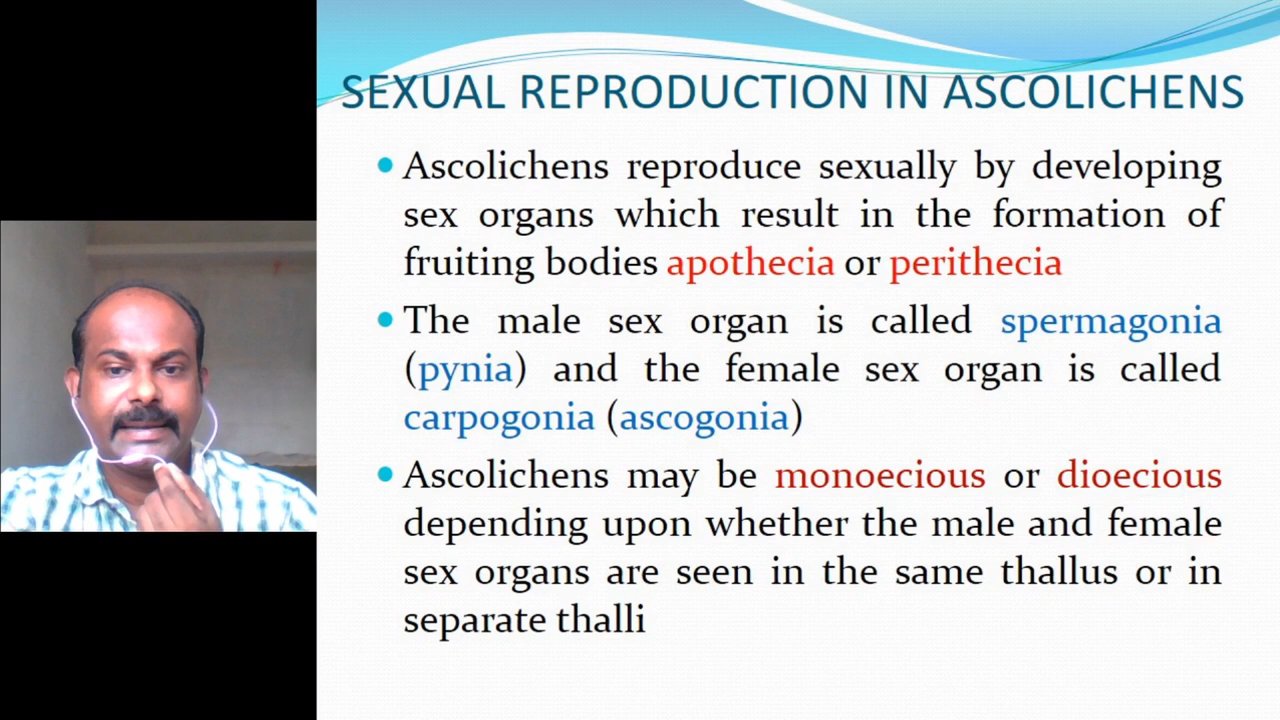 SEXUAL REPRODUCTION IN ASCOLICHENS
Ascolichens reproduce sexually by developing
sex organs which result in the formation of
fruiting bodies apothecia or perithecia
The male sex organ is called spermagonia
(pynia) and the female sex organ is called
carpogonia (ascogonia)
Ascolichens may be monoecious or dioecious
depending upon whether the male and female
sex organs are seen in the same thallus or in
separate thalli